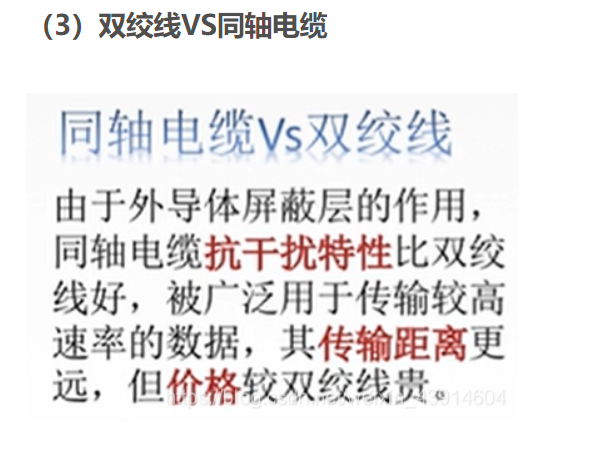 （3）双绞线VS同轴电缆
同轴电缆Vs双绞线
由于外导体屏蔽层的作用，
同轴电缆抗干扰特性比双绞
线好，被广泛用于传输较高
速率的数据，其传输距离更
远，但价格较双绞线贵。
https://blog.csdn.net/weixin_43914604